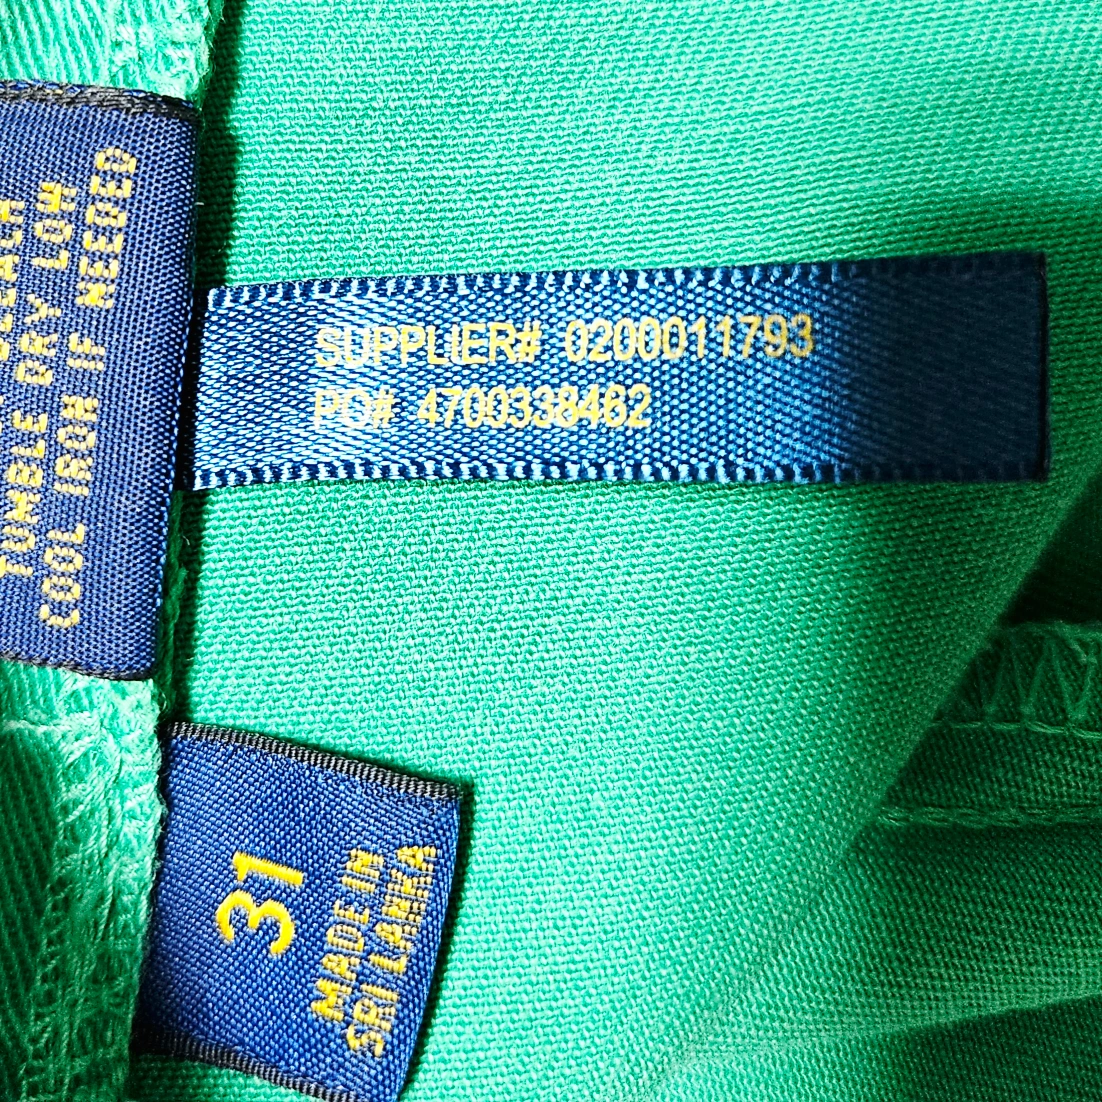 SUPPLIER# 0200011793
PO# 4700338462
TUMBLE DRY LOW
COOL IRON IF NEEDED
31
MADE IN
SRI LANKA